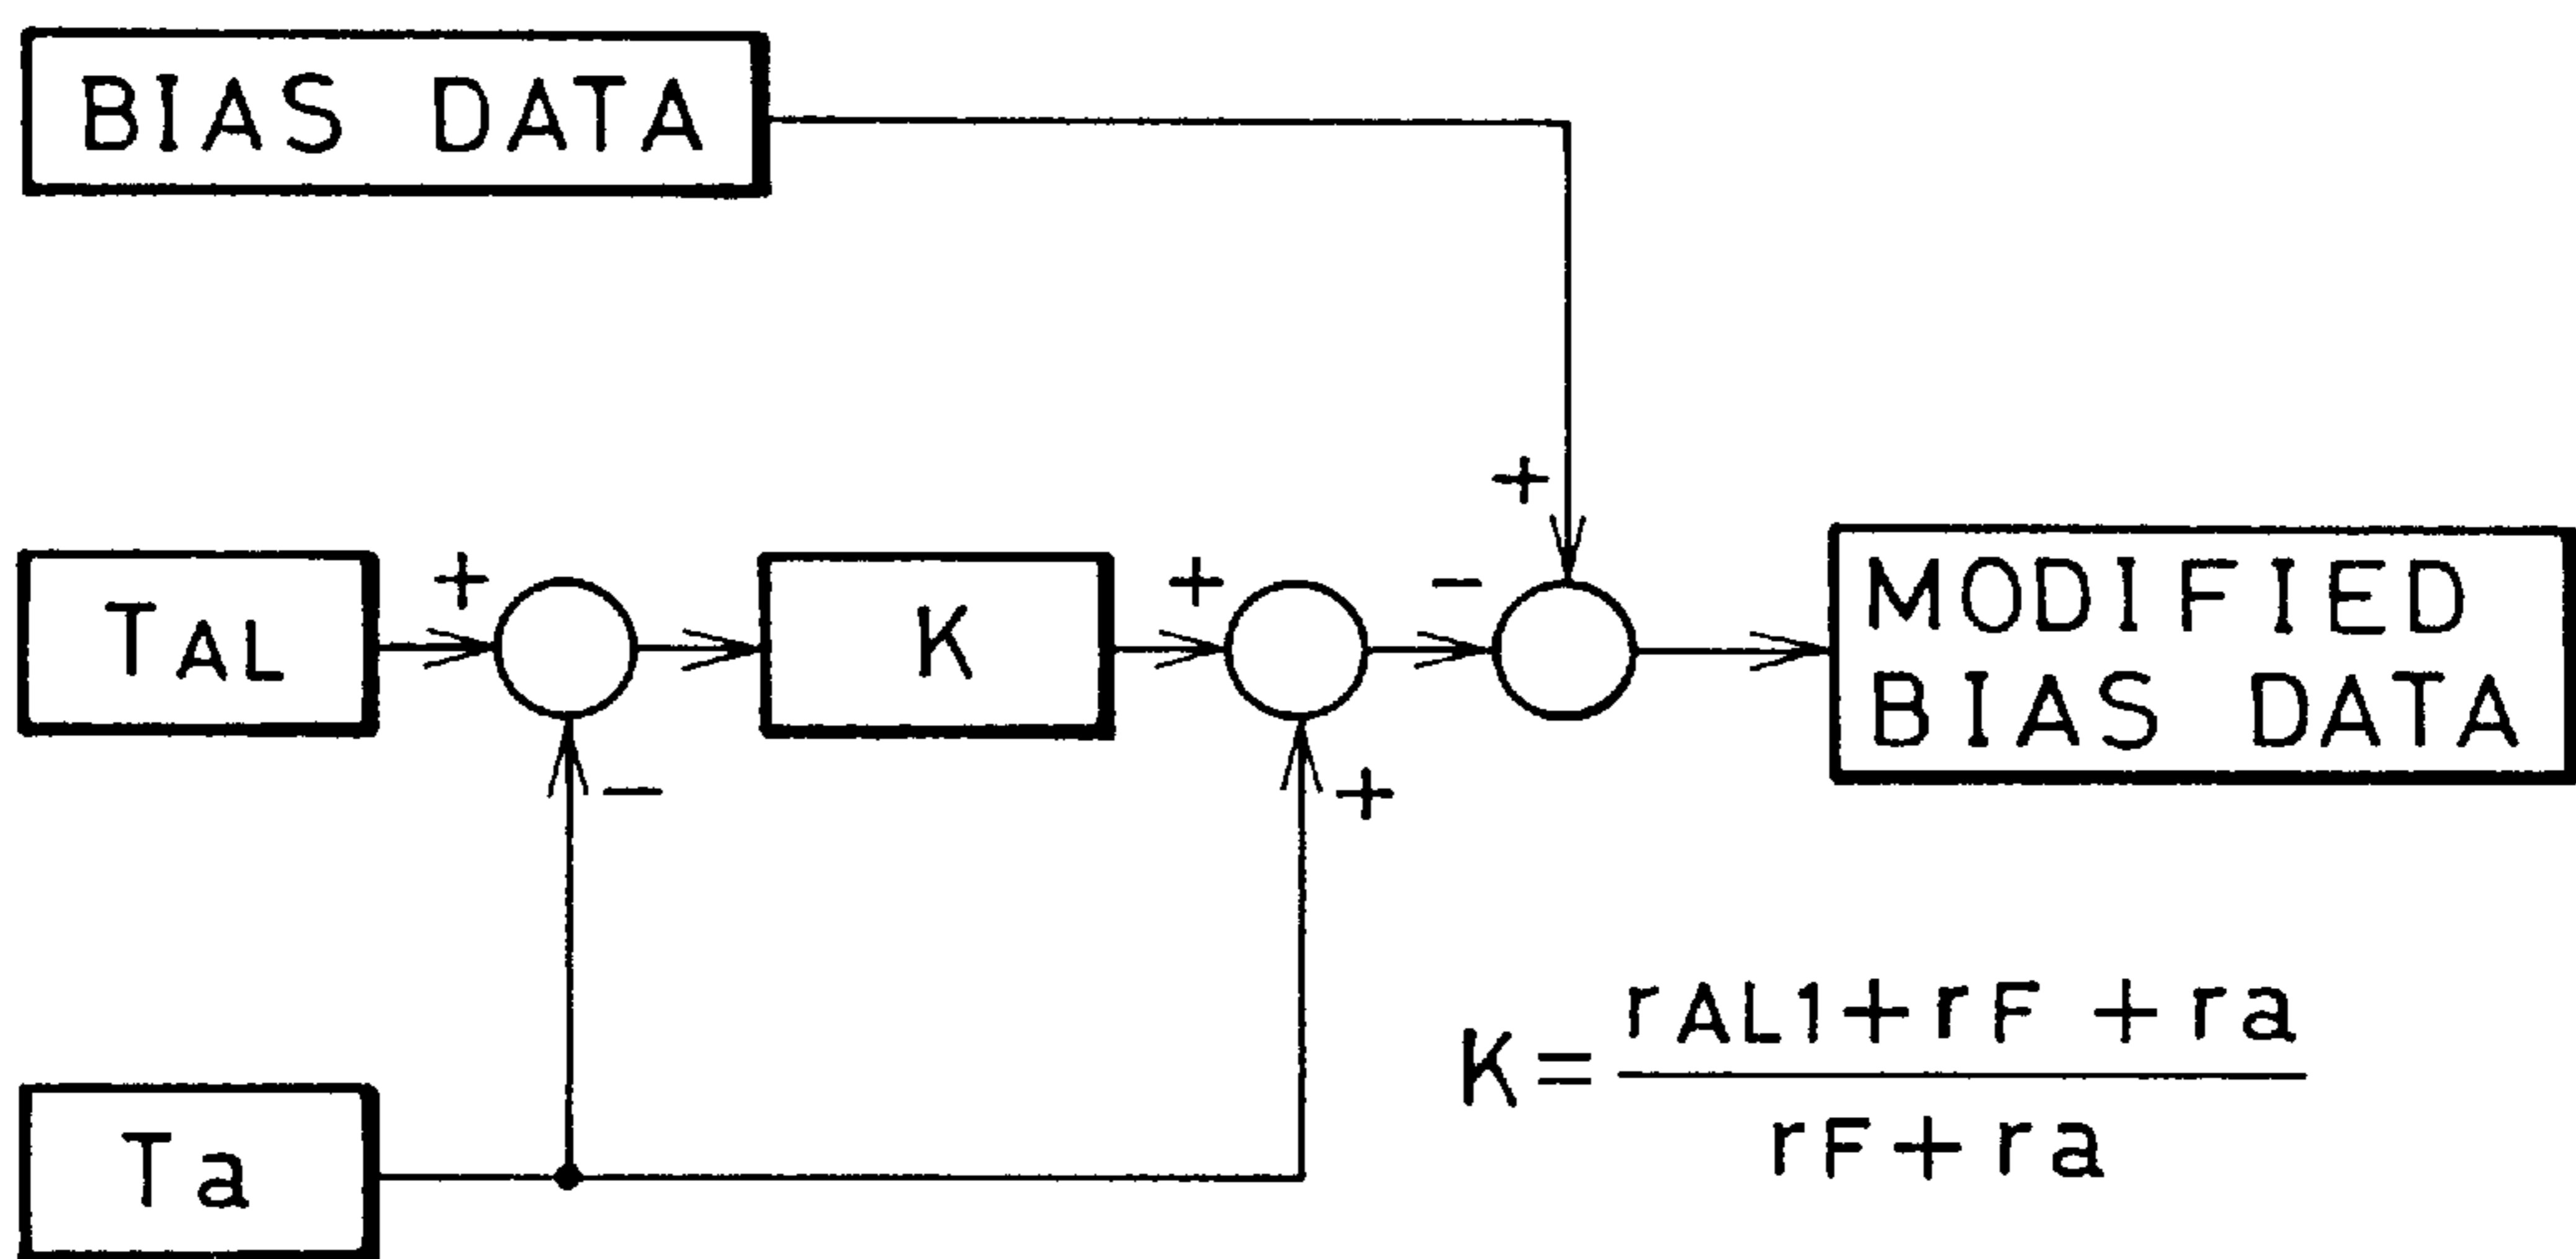 BIAS DATA
+
TAL
+
K
+
-
MODIFIED
BIAS DATA
-
+
Ta
K = rAL1 + rF + ra
rF + ra